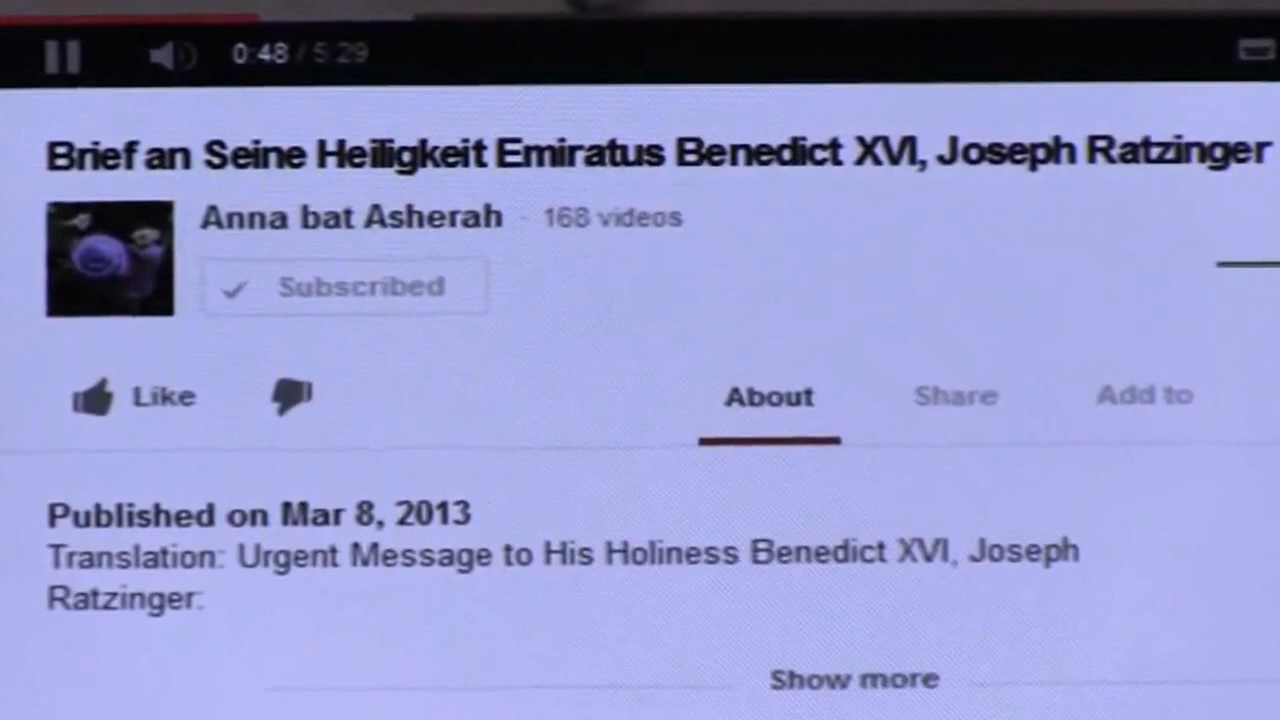 0:48 / 5:29
Brief an Seine Heiligkeit Emiratus Benedict XVI, Joseph Ratzinger
Anna bat Asherah - 168 videos
Subscribed
Like
About Share Add to
Published on Mar 8, 2013
Translation: Urgent Message to His Holiness Benedict XVI, Joseph
Ratzinger:
Show more